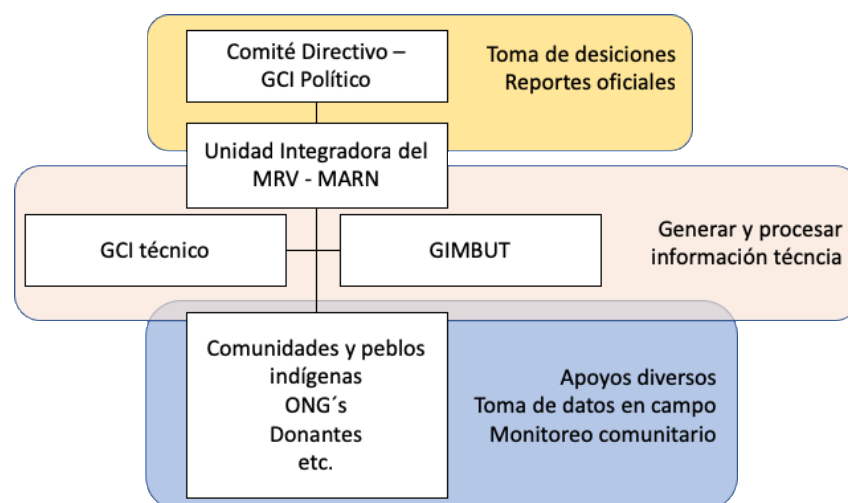 Comité Directivo –
GCI Político
Toma de desiciones
Reportes oficiales
Unidad Integradora del
MRV - MARN
GCI técnico
GIMBUT
Generar y procesar
información técncia
Comunidades y peblos
indígenas
ONG´s
Donantes
etc.
Apoyos diversos
Toma de datos en campo
Monitoreo comunitario